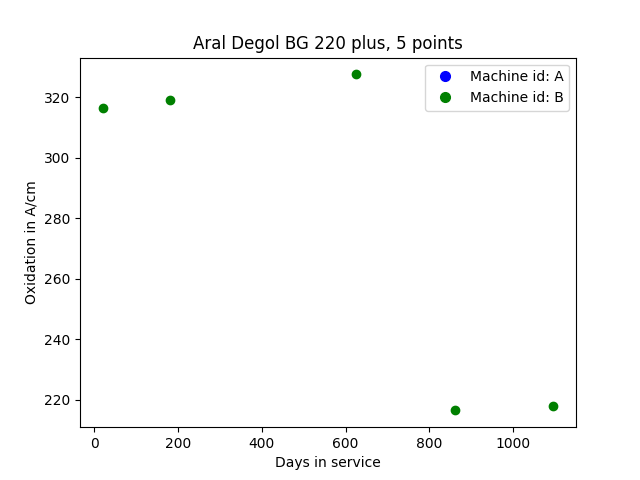 Aral Degol BG 220 plus, 5 points
Machine id: A
Machine id: B
Oxidation in A/cm
320
300
280
260
240
220
0 200 400 600 800 1000
Days in service